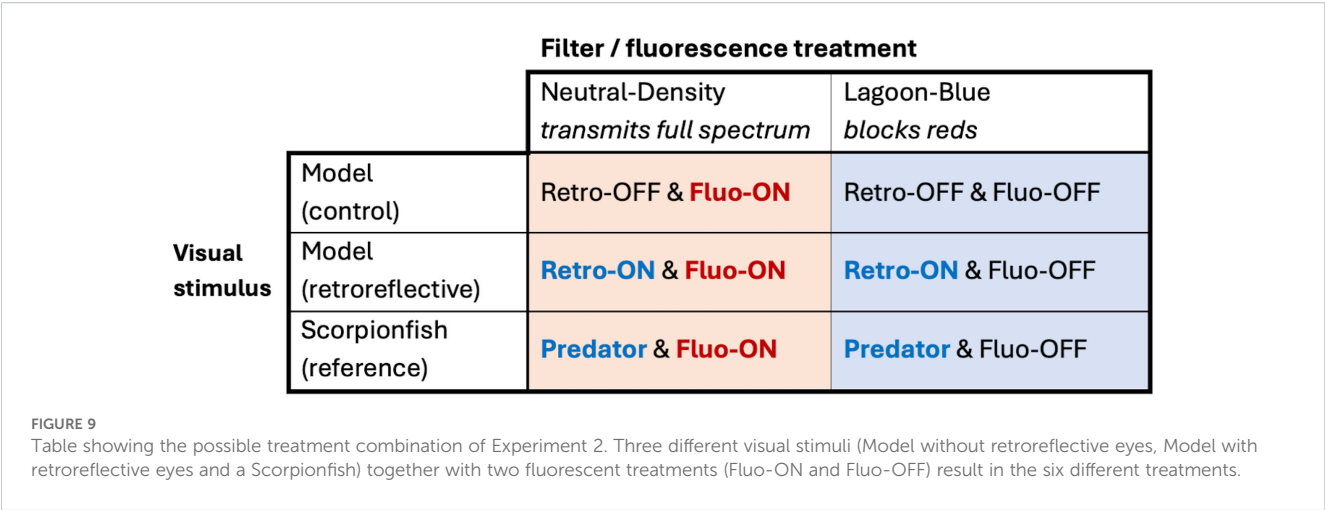 Filter / fluorescence treatment
Neutral-Density
transmits full spectrum
Lagoon-Blue
blocks reds
Visual
stimulus
Model
(control)
Retro-OFF & Fluo-ON
Retro-OFF & Fluo-OFF
Model
(retroreflective)
Retro-ON & Fluo-ON
Retro-ON & Fluo-OFF
Scorpionfish
(reference)
Predator & Fluo-ON
Predator & Fluo-OFF
FIGURE 9
Table showing the possible treatment combination of Experiment 2. Three different visual stimuli (Model without retroreflective eyes, Model with
retroreflective eyes and a Scorpionfish) together with two fluorescent treatments (Fluo-ON and Fluo-OFF) result in the six different treatments.